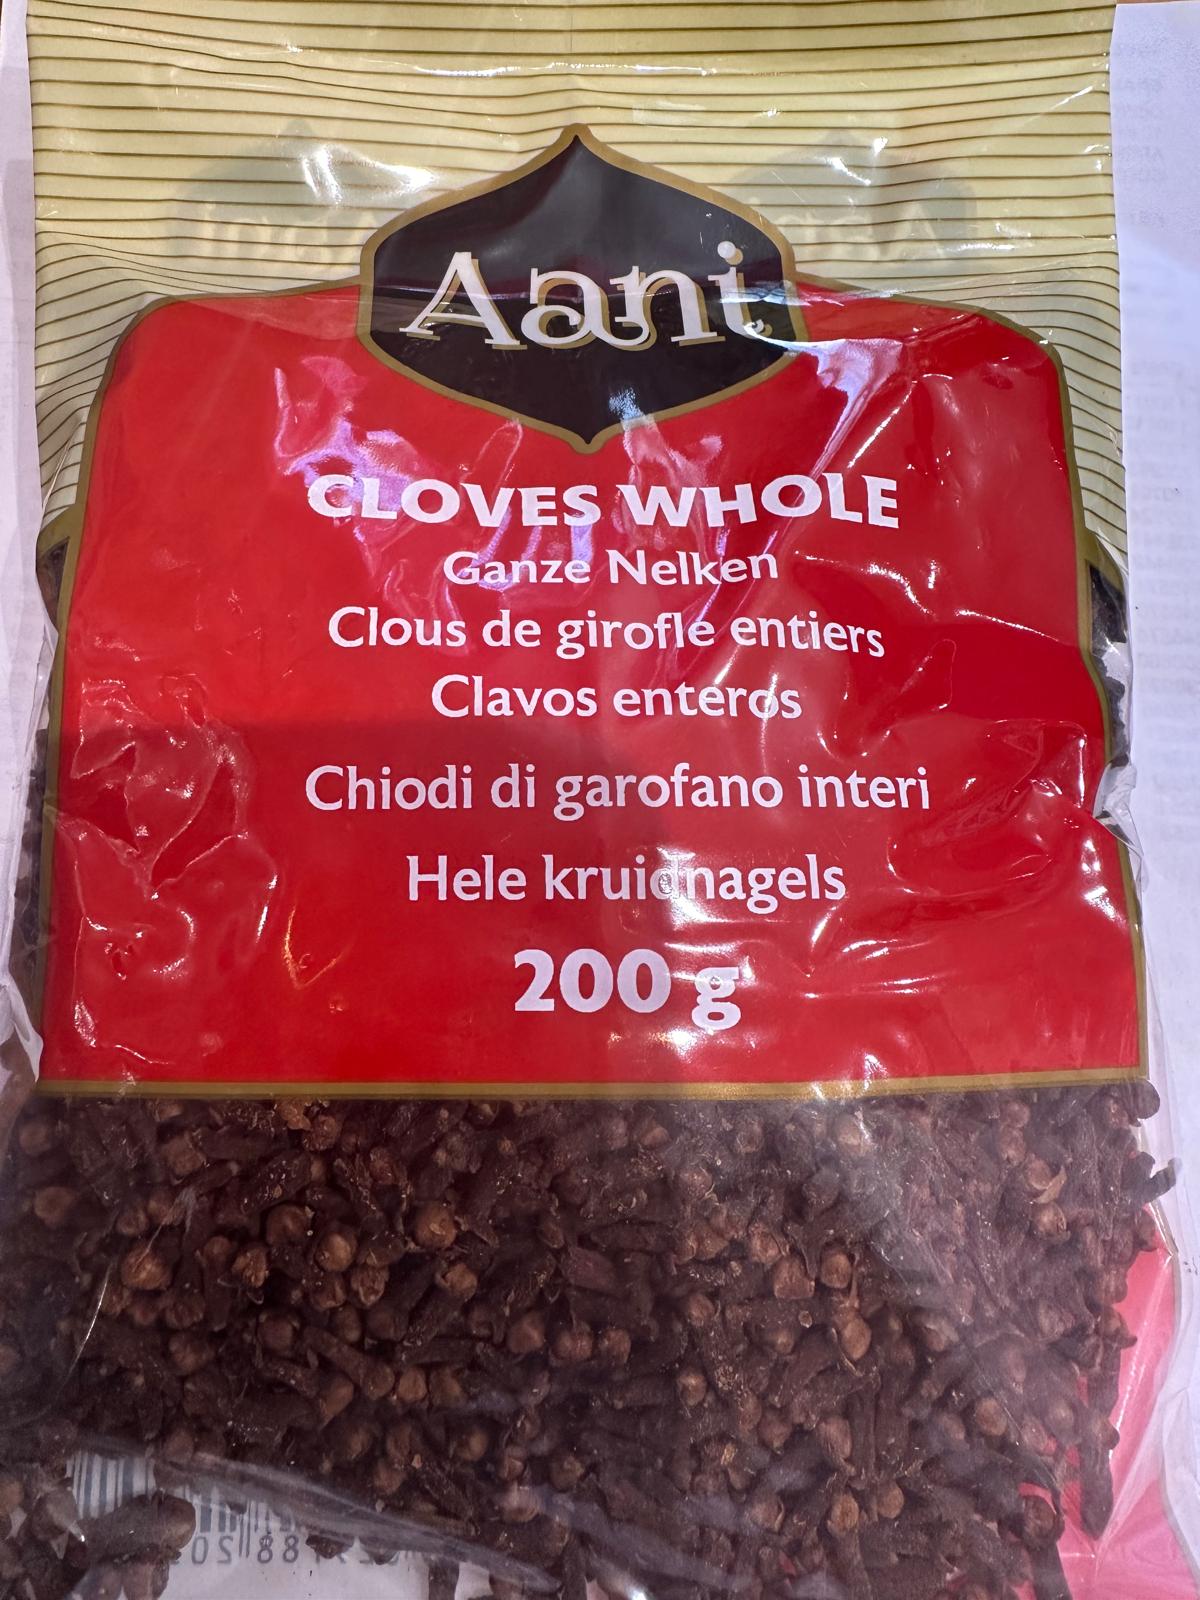 Aani
CLOVES WHOLE
Ganze Nelken
Clous de girofle entiers
Clavos enteros
Chiodi di garofano interi
Hele kruidnagels
200 g